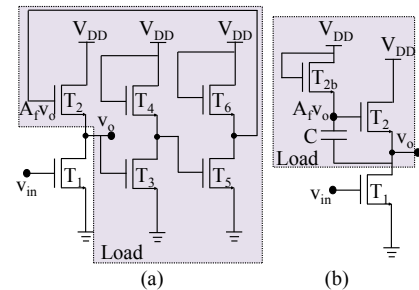 V_DD V_DD V_DD
T_2 T_4 T_6
A_f v_o v_o
v_in T_1 T_3 T_5
Load
(a)
V_DD
V_DD
T_2b
A_f v_o T_2
C v_o
Load
v_in T_1
(b)